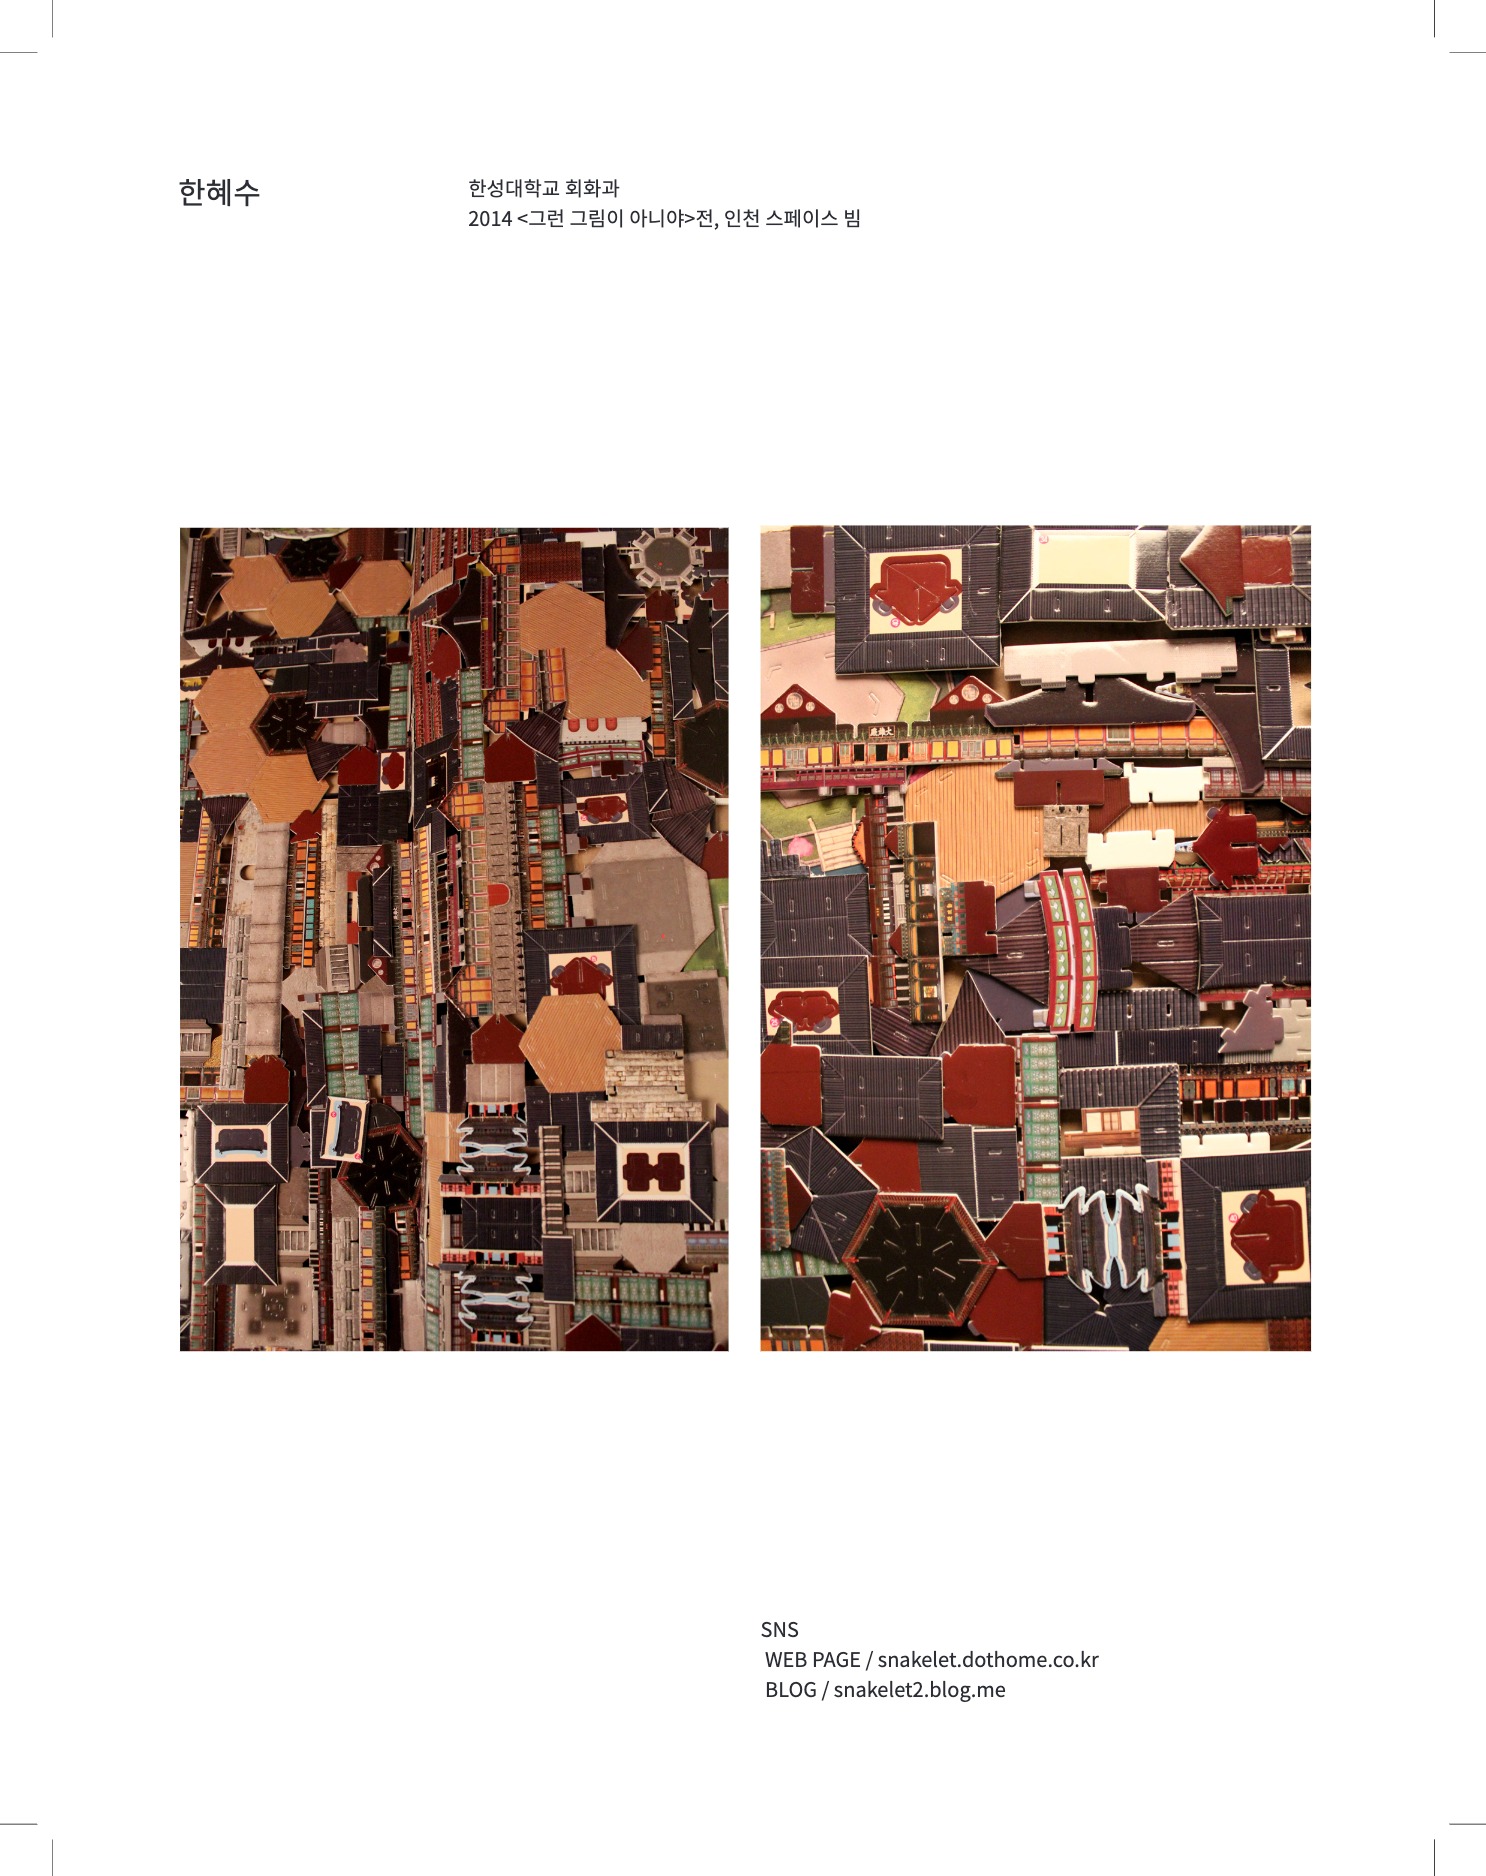 한혜수
한성대학교 회화과
2014 <그런 그림이 아니야>전, 인천 스페이스 빔
SNS
WEB PAGE / snakelet.dothome.co.kr
BLOG / snakelet2.blog.me